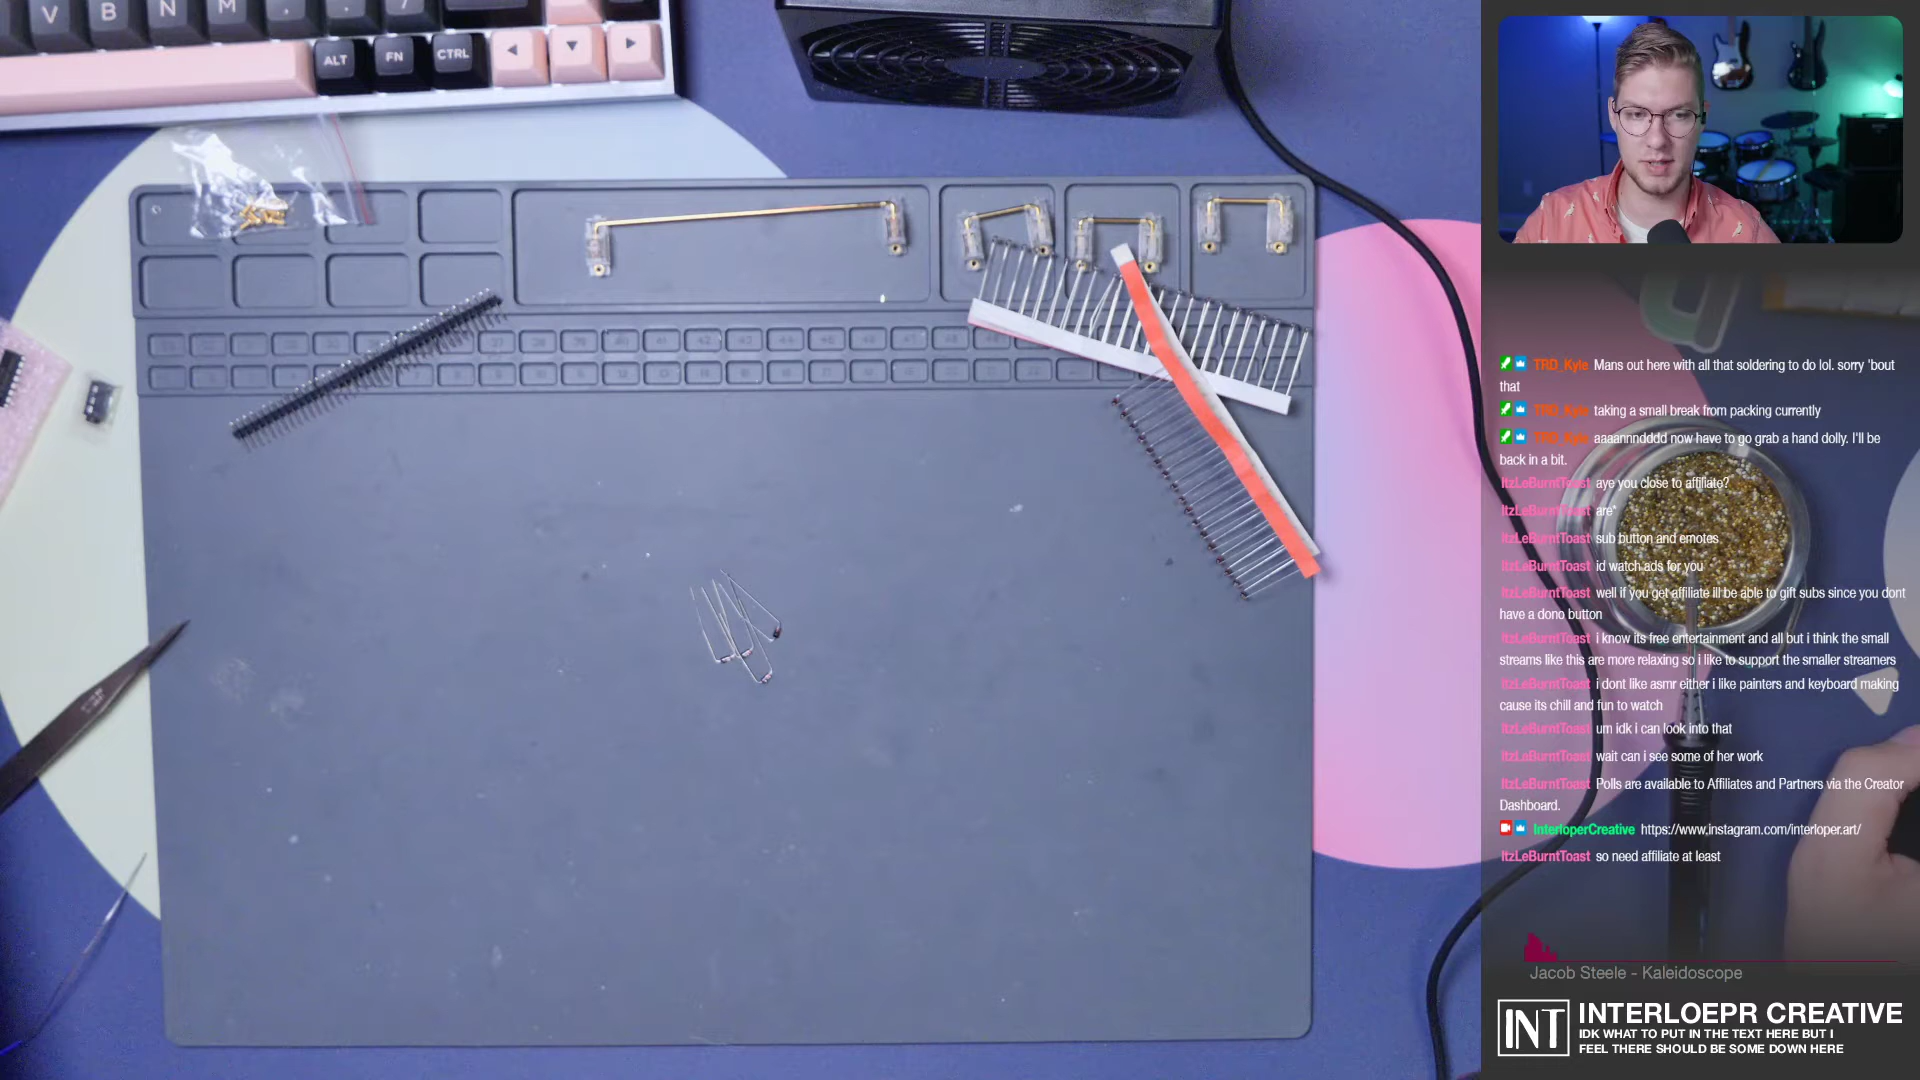 V B N M , . /
ALT FN CTRL
TRD_Kyle Mans out here with all that soldering to do lol. sorry 'bout
that
TRD_Kyle taking a small break from packing currently
TRD_Kyle aaaannndddd now have to go grab a hand dolly. I'll be
back in a bit.
ItzLeBurntToast aye you close to affiliate?
ItzLeBurntToast are*
ItzLeBurntToast sub button and emotes
ItzLeBurntToast id watch ads for you
ItzLeBurntToast well if you get affiliate Ill be able to gift subs since you dont
have a dono button
ItzLeBurntToast i know its free entertainment and all but i think the small
streams like this are more relaxing so i like to support the smaller streamers
ItzLeBurntToast i dont like asmr either i like painters and keyboard making
cause its chill and fun to watch
ItzLeBurntToast um idk i can look into that
ItzLeBurntToast wait can i see some of her work
ItzLeBurntToast Polls are available to Affiliates and Partners via the Creator
Dashboard.
InterloperCreative https://www.instagram.com/interloper.art/
ItzLeBurntToast so need affiliate at least
Jacob Steele - Kaleidoscope
INT
INTERLOEPR CREATIVE
IDK WHAT TO PUT IN THE TEXT HERE BUT I
FEEL THERE SHOULD BE SOME DOWN HERE